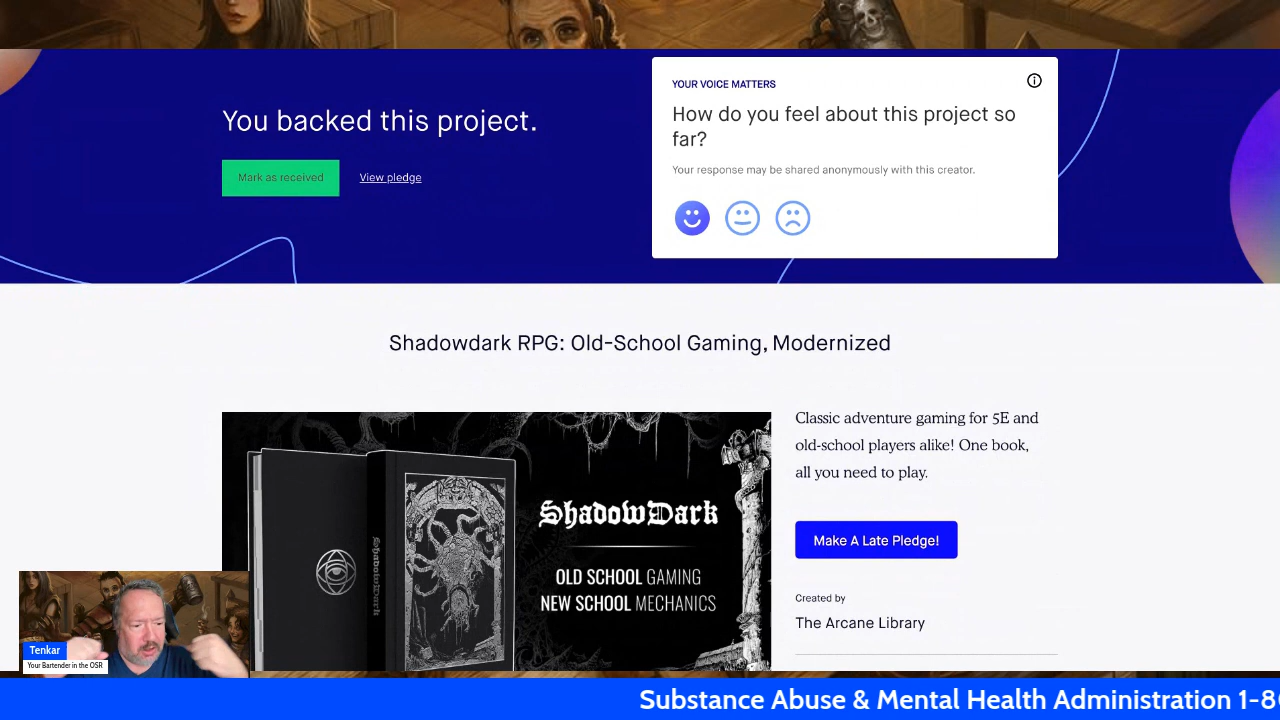 You backed this project.
Mark as received
View pledge
YOUR VOICE MATTERS
How do you feel about this project so
far?
Your response may be shared anonymously with this creator.
Shadowdark RPG: Old-School Gaming, Modernized
ShadowDark
ShadowDark
OLD SCHOOL GAMING
NEW SCHOOL MECHANICS
Classic adventure gaming for 5E and
old-school players alike! One book,
all you need to play.
Make A Late Pledge!
Created by
The Arcane Library
Tenkar
Your Bartender in the OSR
Substance Abuse & Mental Health Administration 1-8